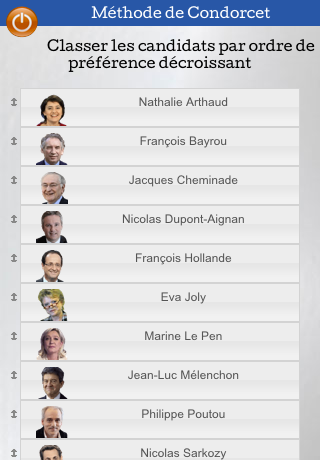 Méthode de Condorcet
Classer les candidats par ordre de
préférence décroissant
Nathalie Arthaud
François Bayrou
Jacques Cheminade
Nicolas Dupont-Aignan
François Hollande
Eva Joly
Marine Le Pen
Jean-Luc Mélenchon
Philippe Poutou
Nicolas Sarkozy